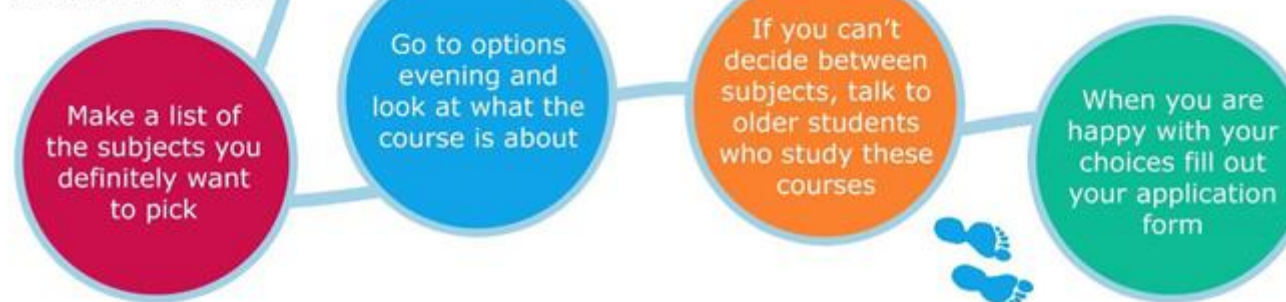 Make a list of
the subjects you
definitely want
to pick
Go to options
evening and
look at what the
course is about
If you can't
decide between
subjects, talk to
older students
who study these
courses
When you are
happy with your
choices fill out
your application
form